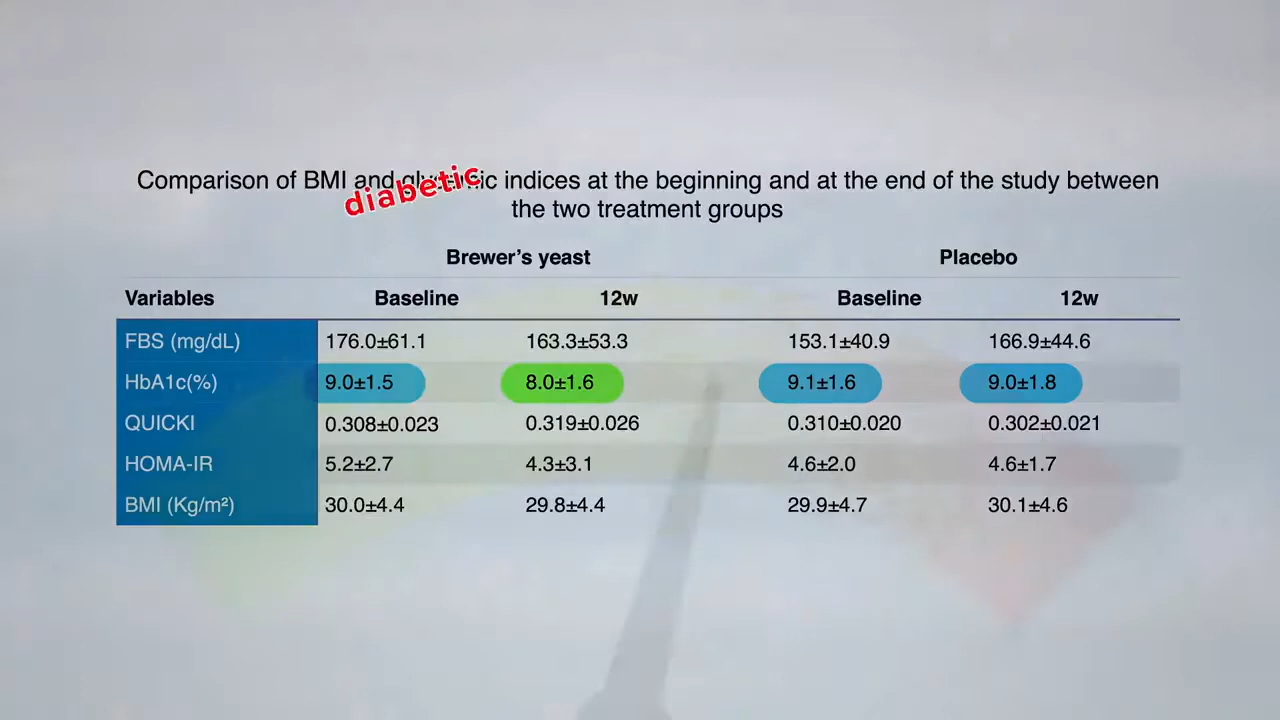 Comparison of BMI and indices at the beginning and at the end of the study between
diabetic
the two treatment groups
Brewer's yeast Placebo
Variables Baseline 12w Baseline 12w
FBS (mg/dL) 176.0±61.1 163.3±53.3 153.1±40.9 166.9±44.6
HbA1c(%) 9.0±1.5 8.0±1.6 9.1±1.6 9.0±1.8
QUICKI 0.308±0.023 0.319±0.026 0.310±0.020 0.302±0.021
HOMA-IR 5.2±2.7 4.3±3.1 4.6±2.0 4.6±1.7
BMI (Kg/m²) 30.0±4.4 29.8±4.4 29.9±4.7 30.1±4.6